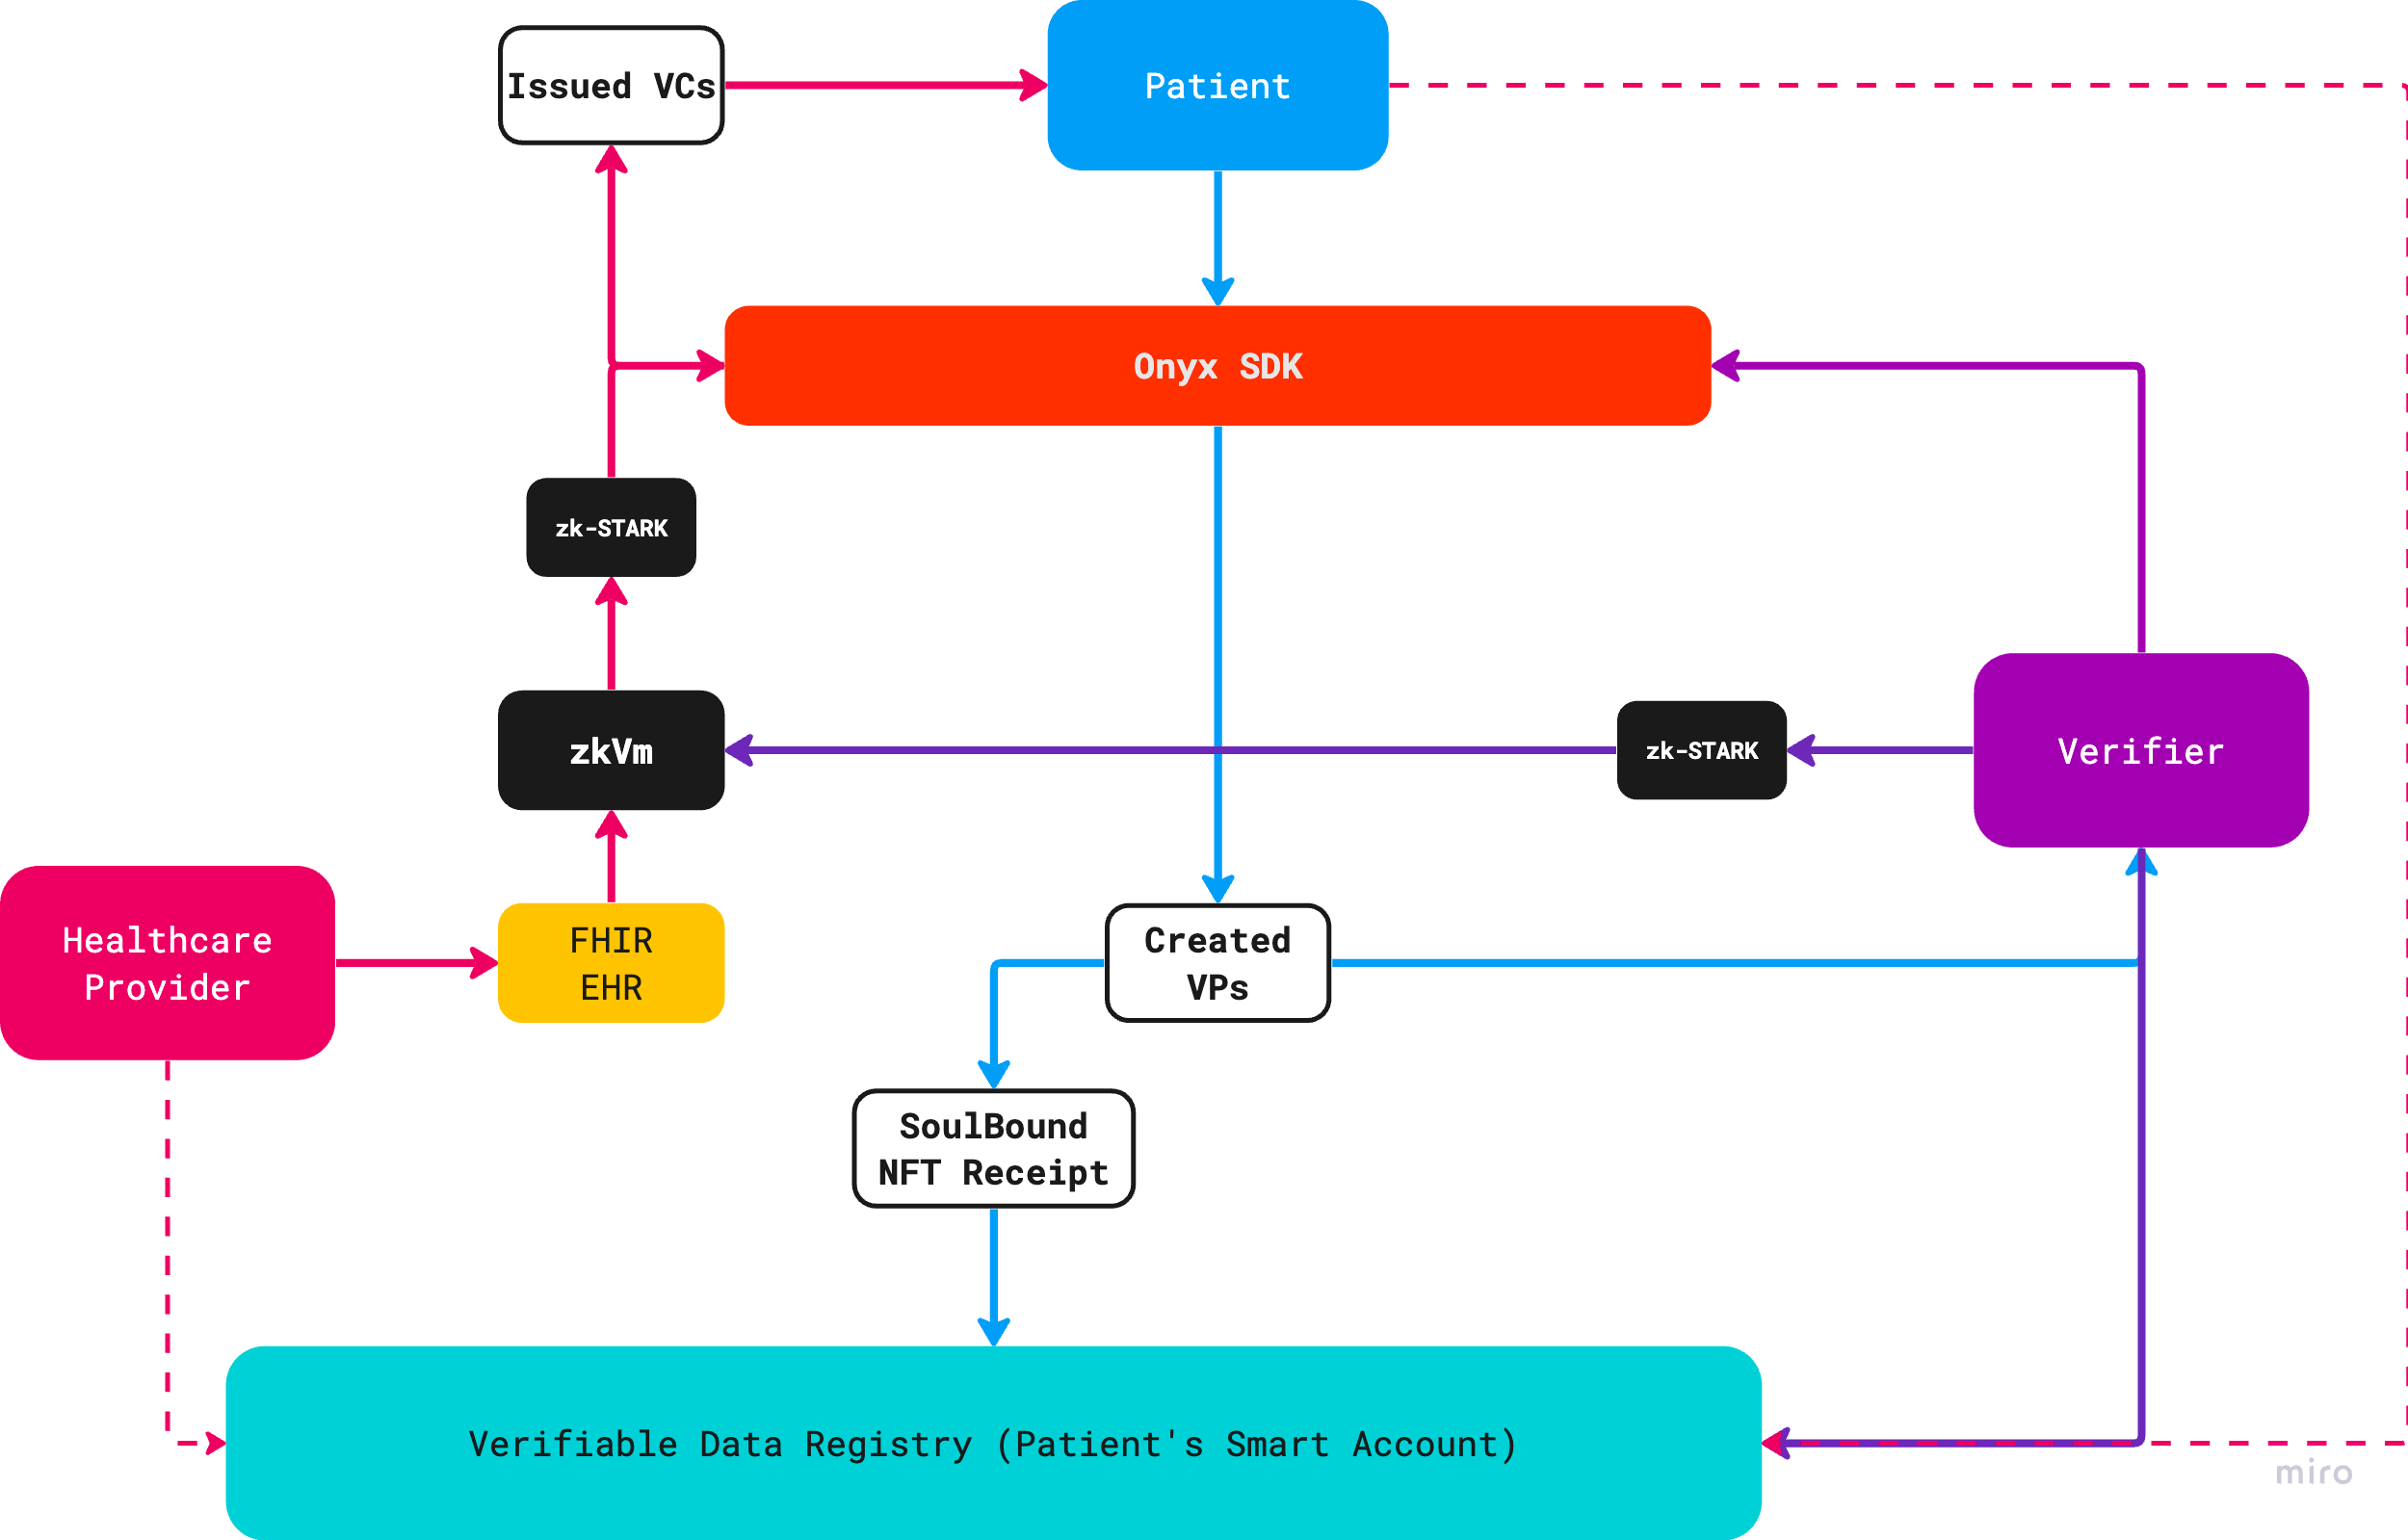 Issued VCs
Patient
Onyx SDK
zk-STARK
zkVm
zk-STARK
Verifier
Healthcare
Provider
FHIR
EHR
Created
VPs
SoulBound
NFT Receipt
Verifiable Data Registry (Patient's Smart Account)
miro